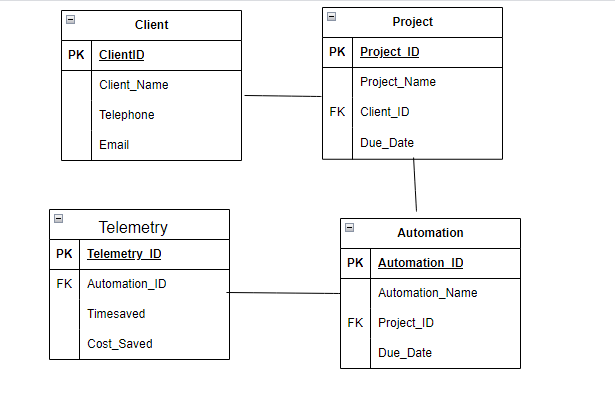 Client
PK ClientID
Client_Name
Telephone
Email
Project
PK Project_ID
Project_Name
FK Client_ID
Due_Date
Telemetry
PK Telemetry_ID
FK Automation_ID
Timesaved
Cost_Saved
Automation
PK Automation_ID
Automation_Name
FK Project_ID
Due_Date